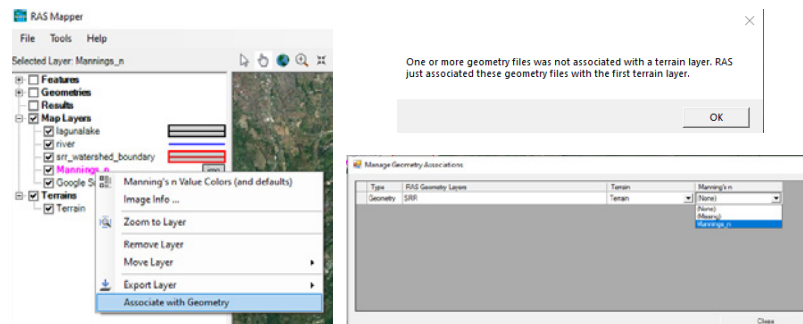 RAS Mapper
File Tools Help
Selected Layer: Mannings_n
Features
Geometries
Results
Map Layers
lagunalake
river
srr_watershed_boundary
Mannings_n
Google
Terrains
Terrain
Manning's n Value Colors (and defaults)
Image Info ...
Zoom to Layer
Remove Layer
Move Layer
Export Layer
Associate with Geometry
One or more geometry files was not associated with a terrain layer. RAS
just associated these geometry files with the first terrain layer.
OK
Manage Geometry Associations
Type RAS Geometry Layers Terrain Manning's n
Geometry SRR Terrain (None)
(None)
(Missing)
Mannings_n
Close